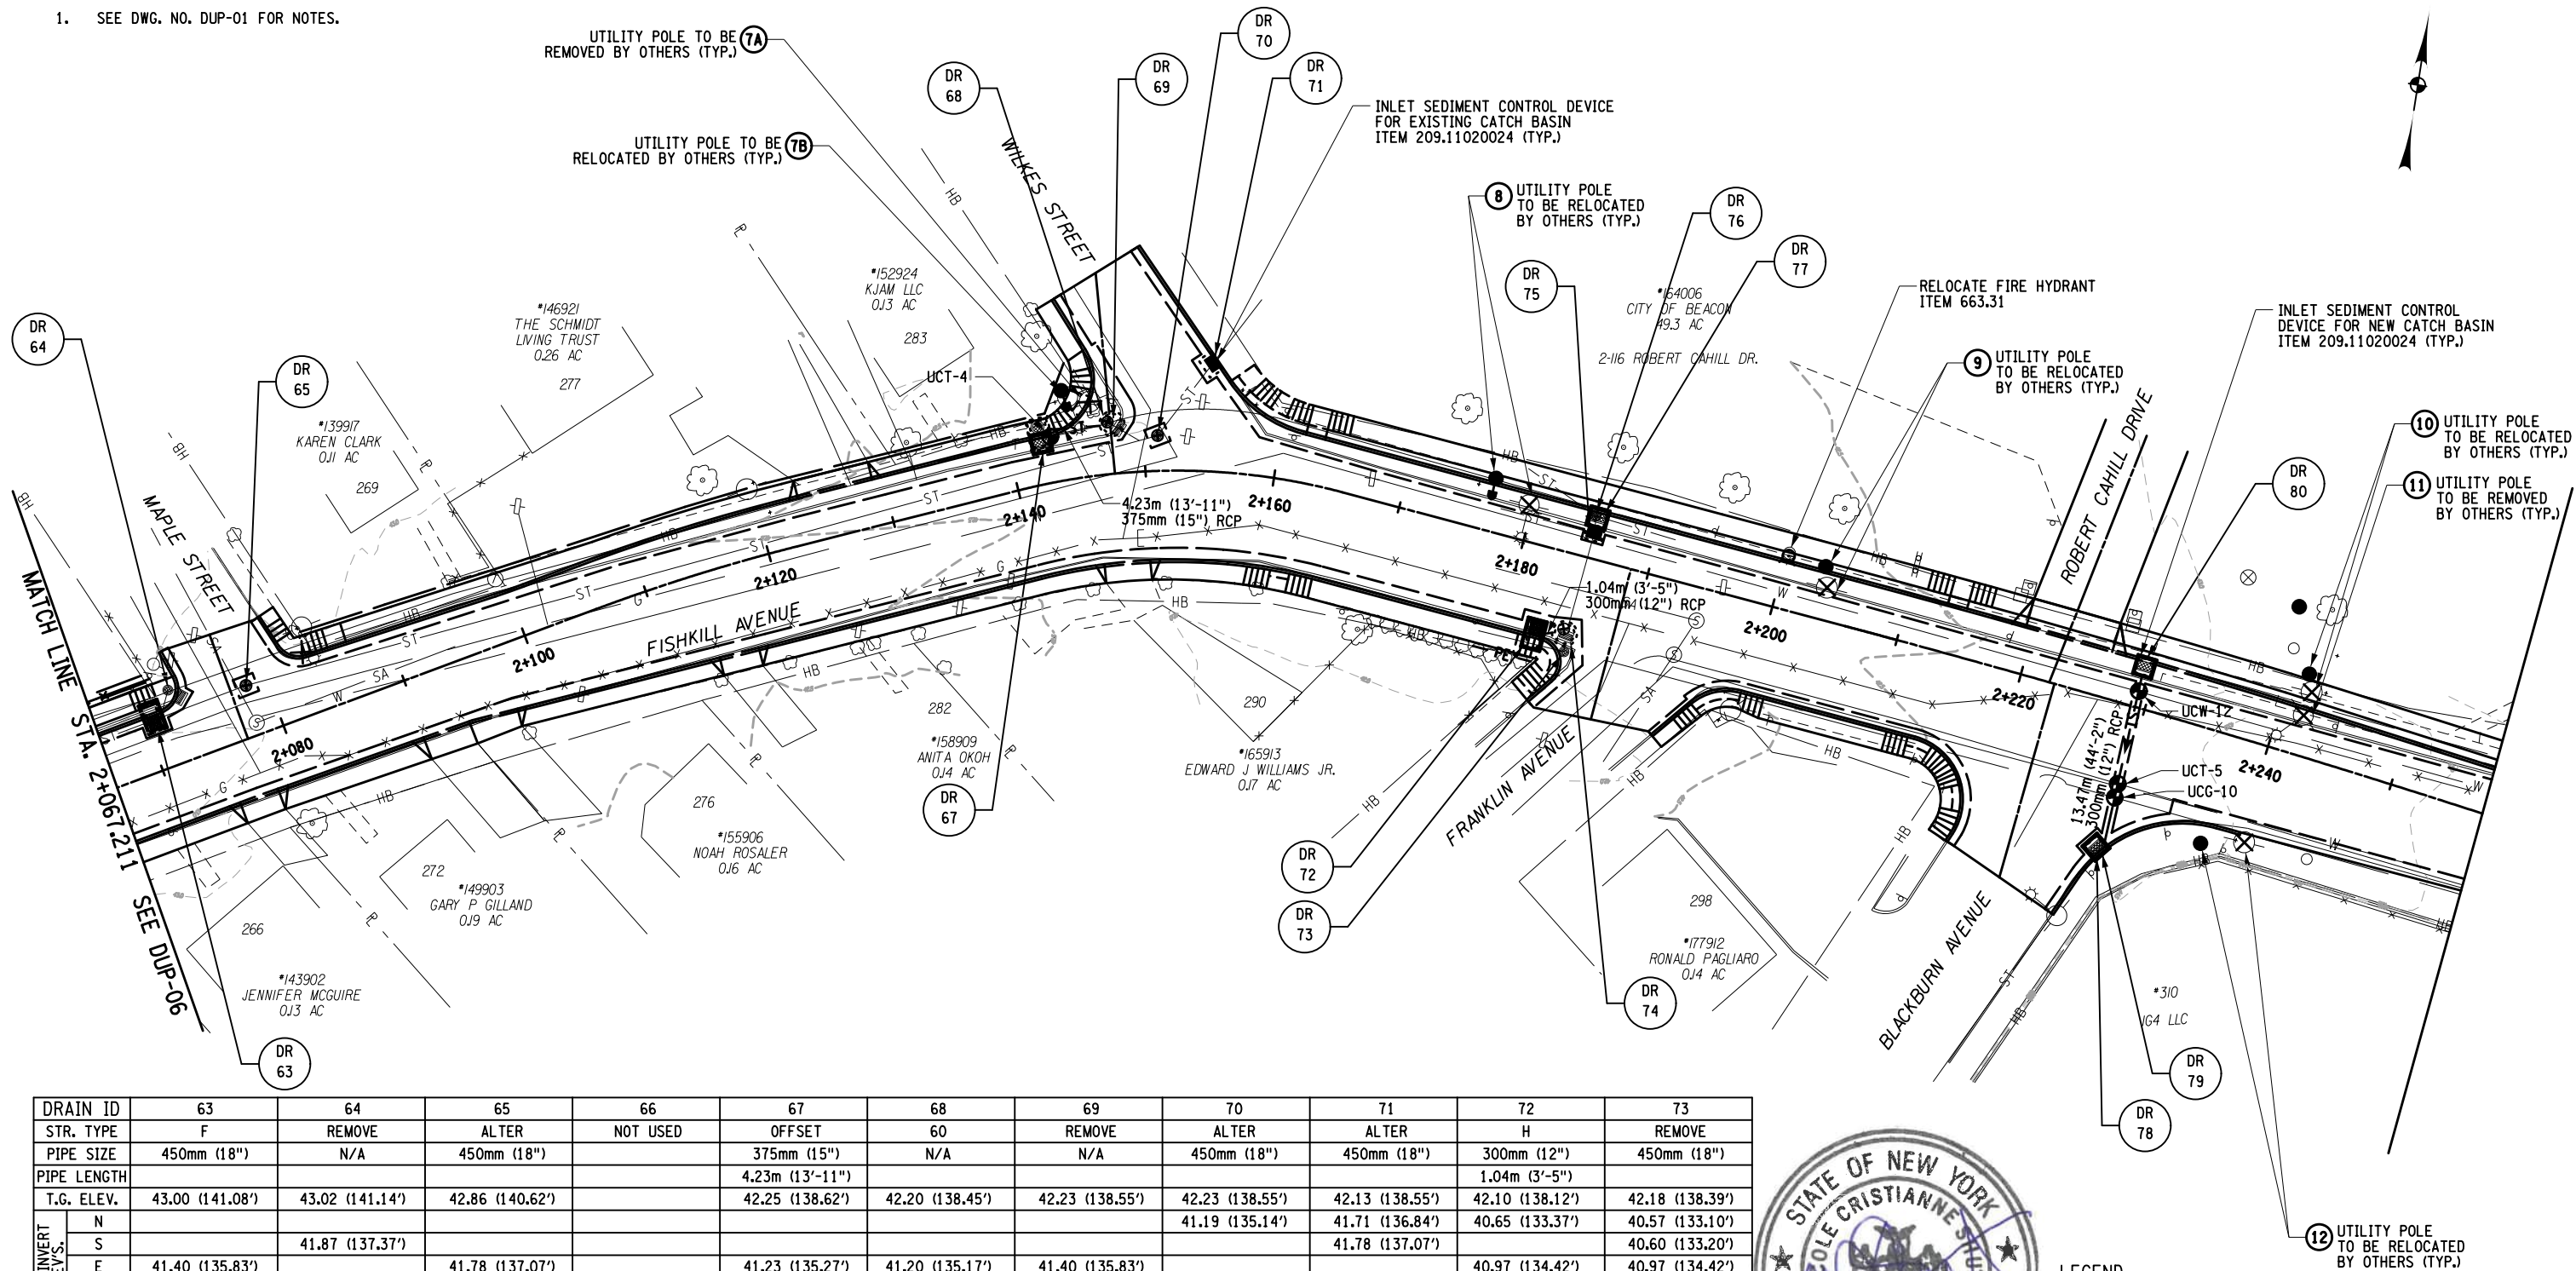 1. SEE DWG. NO. DUP-01 FOR NOTES.
UTILITY POLE TO BE
REMOVED BY OTHERS (TYP.)
7A
UTILITY POLE TO BE
RELOCATED BY OTHERS (TYP.)
7B
DR
68
DR
69
DR
70
DR
71
INLET SEDIMENT CONTROL DEVICE
FOR EXISTING CATCH BASIN
ITEM 209.11020024 (TYP.)
WILKES STREET
8
UTILITY POLE
TO BE RELOCATED
BY OTHERS (TYP.)
DR
76
DR
75
DR
77
*164006
CITY OF BEACON
49.3 AC
2-116 ROBERT CAHILL DR.
RELOCATE FIRE HYDRANT
ITEM 663.31
INLET SEDIMENT CONTROL
DEVICE FOR NEW CATCH BASIN
ITEM 209.11020024 (TYP.)
9
UTILITY POLE
TO BE RELOCATED
BY OTHERS (TYP.)
10
UTILITY POLE
TO BE RELOCATED
BY OTHERS (TYP.)
11
UTILITY POLE
TO BE REMOVED
BY OTHERS (TYP.)
DR
80
ROBERT CAHILL DRIVE
DR
64
DR
65
*139917
KAREN CLARK
0.11 AC
269
*146921
THE SCHMIDT
LIVING TRUST
0.26 AC
277
*152924
KJAM LLC
0.13 AC
283
UCT-4
MAPLE STREET
4.23m (13'-11")
375mm (15") RCP
2+080
2+100
2+120
2+140
2+160
2+180
2+200
2+220
2+240
FISHKILL AVENUE
1.04m (3'-5")
300mm (12") RCP
MATCH LINE STA. 2+067.211 SEE DUP-06
UCW-12
UCT-5
UCG-10
13.47m (44'-2")
300mm (12") RCP
266
*143902
JENNIFER MCGUIRE
0.13 AC
272
*149903
GARY P GILLAND
0.19 AC
276
*155906
NOAH ROSALER
0.16 AC
282
*158909
ANITA OKOH
0.14 AC
DR
67
290
*165913
EDWARD J WILLIAMS JR.
0.17 AC
FRANKLIN AVENUE
DR
72
DR
73
DR
74
298
*177912
RONALD PAGLIARO
0.14 AC
BLACKBURN AVENUE
*310
IG4 LLC
DR
79
DR
78
DR
63
12
UTILITY POLE
TO BE RELOCATED
BY OTHERS (TYP.)
DRAIN ID 63 64 65 66 67 68 69 70 71 72 73
STR. TYPE F REMOVE ALTER NOT USED OFFSET 60 REMOVE ALTER ALTER H REMOVE
PIPE SIZE 450mm (18") N/A 450mm (18") 375mm (15") N/A N/A 450mm (18") 450mm (18") 300mm (12") 450mm (18")
PIPE LENGTH 4.23m (13'-11") 1.04m (3'-5")
T.G. ELEV. 43.00 (141.08') 43.02 (141.14') 42.86 (140.62') 42.25 (138.62') 42.20 (138.45') 42.23 (138.55') 42.23 (138.55') 42.13 (138.55') 42.10 (138.12') 42.18 (138.39')
N 41.19 (135.14') 41.71 (136.84') 40.65 (133.37') 40.57 (133.10')
S 41.87 (137.37') 41.78 (137.07') 40.60 (133.20')
E 41.40 (135.83') 41.78 (137.07') 41.23 (135.27') 41.20 (135.17') 41.40 (135.83') 40.97 (134.42') 40.97 (134.42')
STATE OF NEW YORK
LEGEND